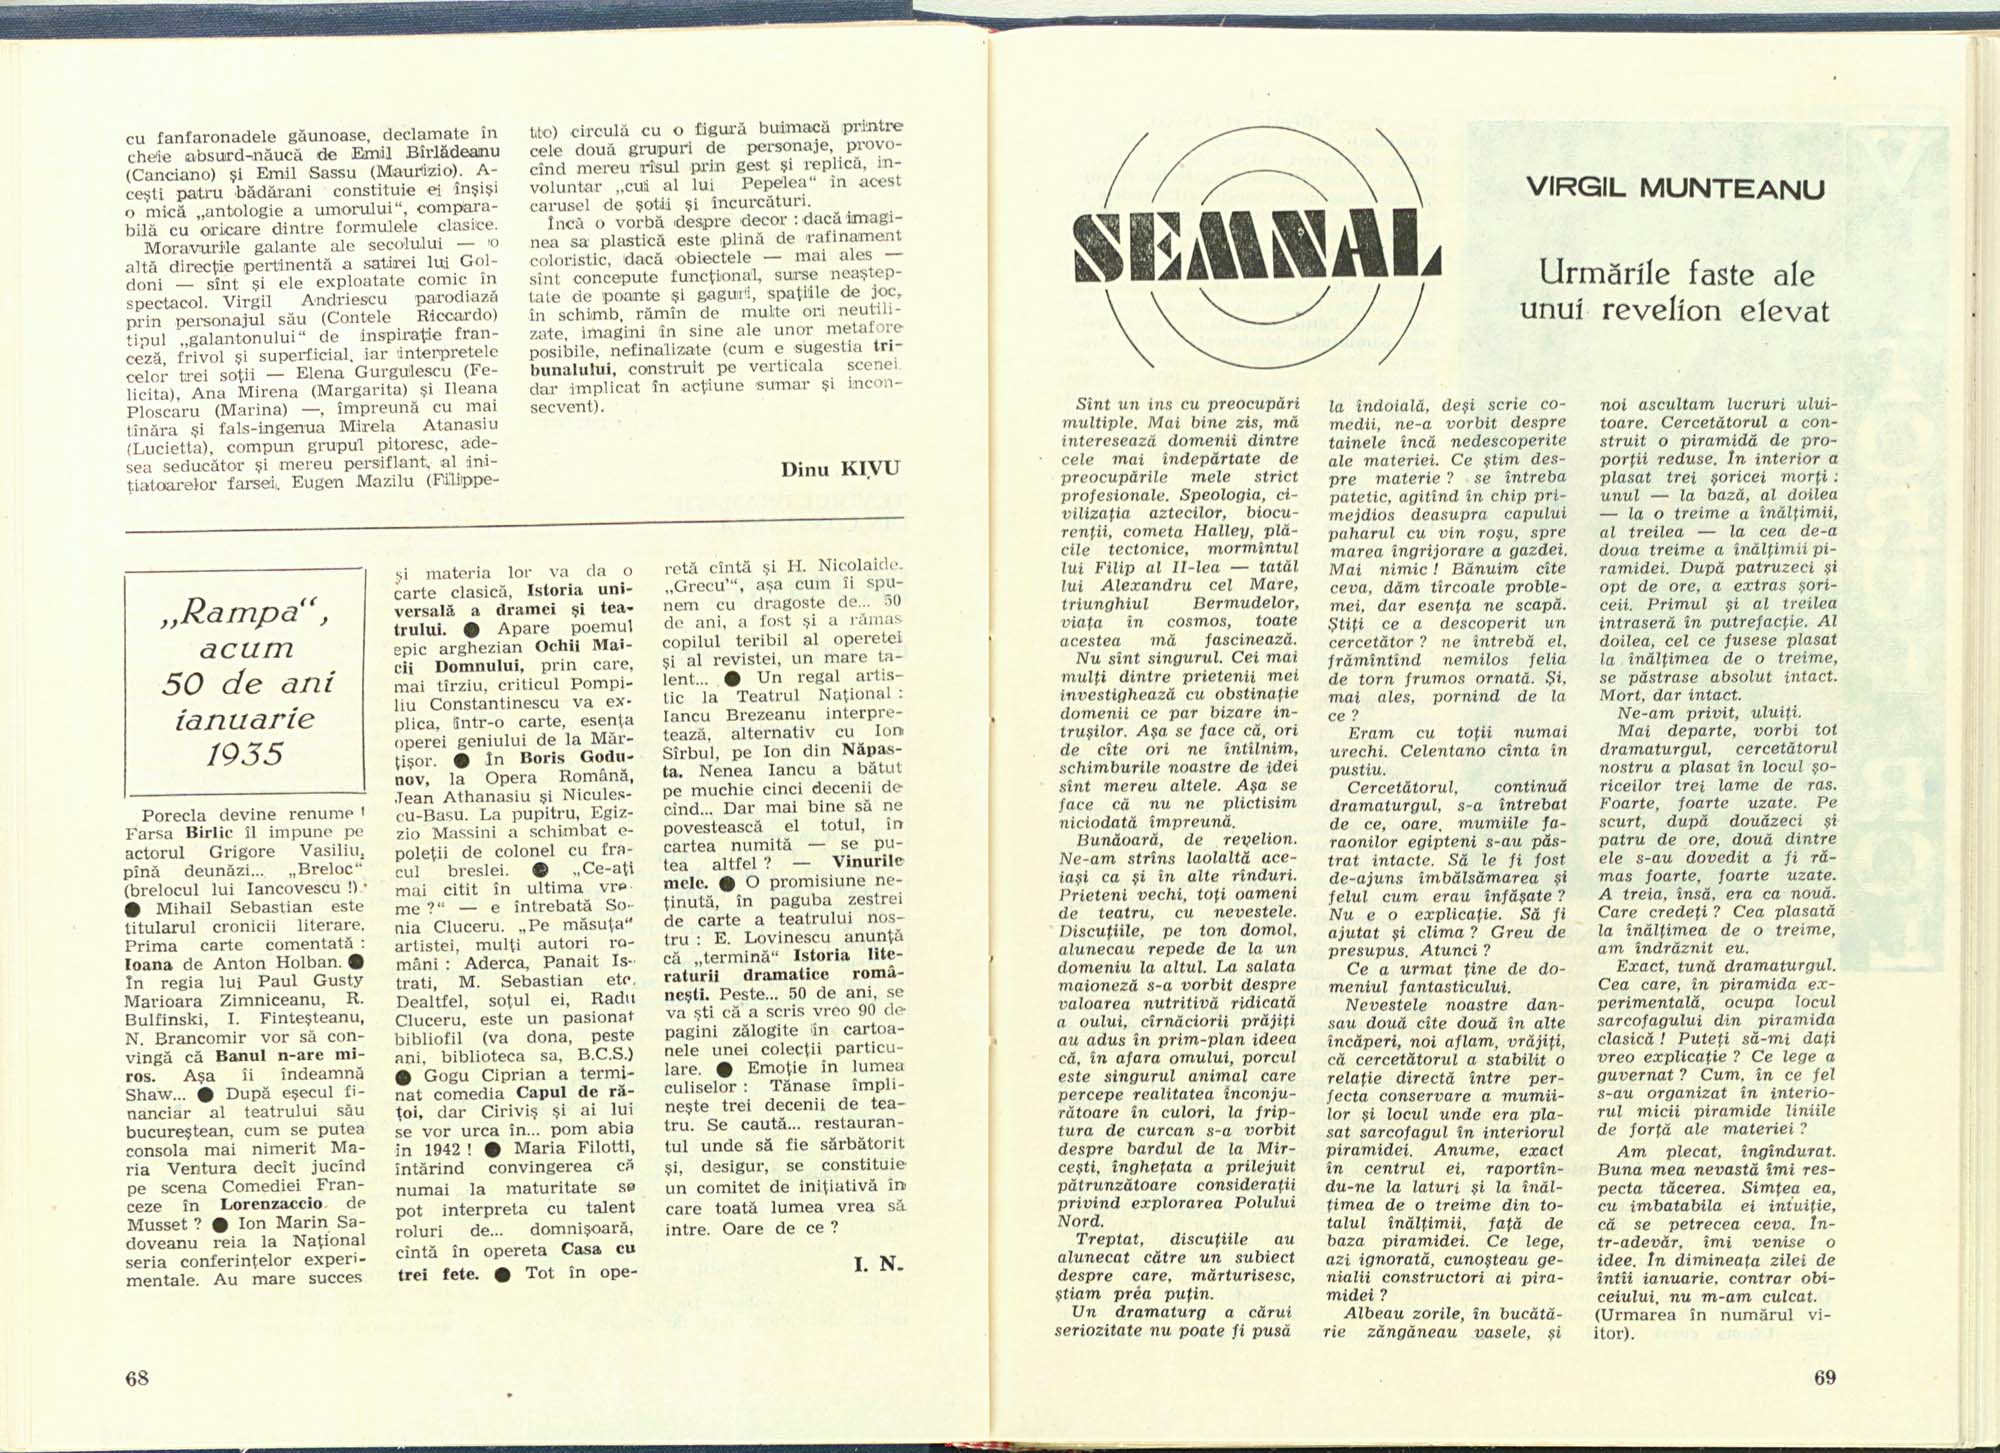 cu fanfaronadele găunoase, declamate în
cheie absurd-năucă de Emil Bîrlădeanu
(Canciano) şi Emil Sassu (Maurizio). A-
ceşti patru bădărani constituie ei înşişi
o mică „antologie a umorului“, compara-
bilă cu oricare dintre formulele clasice.
Moravurile galante ale secolului — o
altă direcţie pertinentă a satirei lui Gol-
doni — sînt şi ele exploatate comic în
spectacol. Virgil Andriescu parodiază
prin personajul său (Contele Riccardo)
tipul „galantonului“ de inspiraţie fran-
ceză, frivol şi superficial, iar interpretele
celor trei soţii — Elena Gurgulescu (Fe-
licita), Ana Mirena (Margarita) şi Ileana
Ploscaru (Marina) —, împreună cu mai
tînăra şi fals-ingenua Mirela Atanasiu
(Lucietta), compun grupul pitoresc, ade-
sea seducător şi mereu persiflant, al ini-
ţiatoarelor farsei. Eugen Mazilu (Filippe-
tto) circulă cu o figură buimacă printre
cele două grupuri de personaje, provo-
cînd mereu rîsul prin gest şi replică, in-
voluntar „cui al lui Pepelea“ în acest
carusel de şotii şi încurcături.
Încă o vorbă despre decor : dacă imagi-
nea sa plastică este plină de rafinament
coloristic, dacă obiectele — mai ales —
sînt concepute funcţional, surse neaştep-
tate de poante şi gaguri, spaţiile de joc,
în schimb, rămîn de multe ori neutili-
zate, imagini în sine ale unor metafore
posibile, nefinalizate (cum e sugestia tri-
bunalului, construit pe verticala scenei
dar implicat în acţiune sumar şi incon-
secvent).
Dinu KIVU
„Rampa“,
acum
50 de ani
ianuarie
1935
Porecla devine renume !
Farsa Birlic îl impune pe
actorul Grigore Vasiliu,
pînă deunăzi... „Breloc“
(brelocul lui Iancovescu !).
● Mihail Sebastian este
titularul cronicii literare.
Prima carte comentată :
Ioana de Anton Holban. ●
În regia lui Paul Gusty
Marioara Zimniceanu, R.
Bulfinski, I. Finteşteanu,
N. Brancomir vor să con-
vingă că Banul n-are mi-
ros. Aşa îi îndeamnă
Shaw... ● După eşecul fi-
nanciar al teatrului său
bucureştean, cum se putea
consola mai nimerit Ma-
ria Ventura decît jucînd
pe scena Comediei Fran-
ceze în Lorenzaccio de
Musset ? ● Ion Marin Sa-
doveanu reia la Naţional
seria conferinţelor experi-
mentale. Au mare succes
şi materia lor va da o
carte clasică, Istoria uni-
versală a dramei şi tea-
trului. ● Apare poemul
epic arghezian Ochii Mai-
cii Domnului, prin care,
mai tîrziu, criticul Pompi-
liu Constantinescu va ex-
plica, într-o carte, esenţa
operei geniului de la Măr-
ţişor. ● În Boris Godu-
nov, la Opera Română,
Jean Athanasiu şi Nicules-
cu-Basu. La pupitru, Egiz-
zio Massini a schimbat e-
poleţii de colonel cu fra-
cul breslei. ● „Ce-aţi
mai citit în ultima vre-
me ?“ — e întrebată So-
nia Cluceru. „Pe măsuţa“
artistei, mulţi autori ro-
mâni : Aderca, Panait Is-
trati, M. Sebastian etc.
Dealtfel, soţul ei, Radu
Cluceru, este un pasionat
bibliofil (va dona, peste
ani, biblioteca sa, B.C.S.)
● Gogu Ciprian a termi-
nat comedia Capul de ră-
ţoi, dar Ciriviş şi ai lui
se vor urca în... pom abia
în 1942 ! ● Maria Filotti,
întărind convingerea că
numai la maturitate se
pot interpreta cu talent
roluri de... domnişoară,
cîntă în opereta Casa cu
trei fete. ● Tot în ope-
retă cîntă şi H. Nicolaide.
„Grecu'“, aşa cum îi spu-
nem cu dragoste de... 50
de ani, a fost şi a rămas
copilul teribil al operetei
şi al revistei, un mare ta-
lent... ● Un regal artis-
tic la Teatrul Naţional :
Iancu Brezeanu interpre-
tează, alternativ cu Ion
Sîrbul, pe Ion din Năpas-
ta. Nenea Iancu a bătut
pe muchie cinci decenii de
cînd... Dar mai bine să ne
povestească el totul, în
cartea numită — se pu-
tea altfel ? — Vinurile
mele. ● O promisiune ne-
ţinută, în paguba zestrei
de carte a teatrului nos-
tru : E. Lovinescu anunţă
că „termină“ Istoria lite-
raturii dramatice româ-
neşti. Peste... 50 de ani, se
va şti că a scris vreo 90 de
pagini zălogite în cartoa-
nele unei colecţii particu-
lare. ● Emoţie în lumea
culiselor : Tănase împli-
neşte trei decenii de tea-
tru. Se caută... restauran-
tul unde să fie sărbătorit
şi, desigur, se constituie
un comitet de iniţiativă în
care toată lumea vrea să
intre. Oare de ce ?
I. N.
68
SEMNAL
VIRGIL MUNTEANU
Urmările faste ale
unui revelion elevat
Sînt un ins cu preocupări
multiple. Mai bine zis, mă
interesează domenii dintre
cele mai îndepărtate de
preocupările mele strict
profesionale. Speologia, ci-
vilizaţia aztecilor, biocu-
renţii, cometa Halley, plă-
cile tectonice, mormîntul
lui Filip al II-lea — tatăl
lui Alexandru cel Mare,
triunghiul Bermudelor,
viaţa în cosmos, toate
acestea mă fascinează.
Nu sînt singurul. Cei mai
mulţi dintre prietenii mei
investighează cu obstinaţie
domenii ce par bizare in-
truşilor. Aşa se face că, ori
de cîte ori ne întîlnim,
schimburile noastre de idei
sînt mereu altele. Aşa se
face că nu ne plictisim
niciodată împreună.
Bunăoară, de revelion.
Ne-am strîns laolaltă ace-
iaşi ca şi în alte rînduri.
Prieteni vechi, toţi oameni
de teatru, cu nevestele.
Discuţiile, pe ton domol,
alunecau repede de la un
domeniu la altul. La salata
maioneză s-a vorbit despre
valoarea nutritivă ridicată
a oului, cîrnăciorii prăjiţi
au adus în prim-plan ideea
că, în afara omului, porcul
este singurul animal care
percepe realitatea înconju-
rătoare în culori, la frip-
tura de curcan s-a vorbit
despre bardul de la Mir-
ceşti, îngheţata a prilejuit
pătrunzătoare consideraţii
privind explorarea Polului
Nord.
Treptat, discuţiile au
alunecat către un subiect
despre care, mărturisesc,
ştiam prea puţin.
Un dramaturg a cărui
seriozitate nu poate fi pusă
la îndoială, deşi scrie co-
medii, ne-a vorbit despre
tainele încă nedescoperite
ale materiei. Ce ştim des-
pre materie ? se întreba
patetic, agitînd în chip pri-
mejdios deasupra capului
paharul cu vin roşu, spre
marea îngrijorare a gazdei.
Mai nimic ! Bănuim cîte
ceva, dăm tîrcoale proble-
mei, dar esenţa ne scapă.
Ştiţi ce a descoperit un
cercetător ? ne întrebă el,
frămîntînd nemilos felia
de torn frumos ornată. Şi,
mai ales, pornind de la
ce ?
Eram cu toţii numai
urechi. Celentano cînta în
pustiu.
Cercetătorul, continuă
dramaturgul, s-a întrebat
de ce, oare, mumiile fa-
raonilor egipteni s-au păs-
trat intacte. Să le fi fost
de-ajuns îmbălsămarea şi
felul cum erau înfăşate ?
Nu e o explicaţie. Să fi
ajutat şi clima ? Greu de
presupus. Atunci ?
Ce a urmat ţine de do-
meniul fantasticului.
Nevestele noastre dan-
sau două cîte două în alte
încăperi, noi aflam, vrăjiţi,
că cercetătorul a stabilit o
relaţie directă între per-
fecta conservare a mumii-
lor şi locul unde era pla-
sat sarcofagul în interiorul
piramidei. Anume, exact
în centrul ei, raportîn-
du-ne la laturi şi la înăl-
ţimea de o treime din to-
talul înălţimii, faţă de
baza piramidei. Ce lege,
azi ignorată, cunoşteau ge-
nialii constructori ai pira-
midei ?
Albeau zorile, în bucătă-
rie zăngăneau vasele, şi
noi ascultam lucruri ului-
toare. Cercetătorul a con-
struit o piramidă de pro-
porţii reduse. În interior a
plasat trei şoricei morţi :
unul — la bază, al doilea
— la o treime a înălţimii,
al treilea — la cea de-a
doua treime a înălţimii pi-
ramidei. După patruzeci şi
opt de ore, a extras şori-
ceii. Primul şi al treilea
intraseră în putrefacţie. Al
doilea, cel ce fusese plasat
la înălţimea de o treime,
se păstrase absolut intact.
Mort, dar intact.
Ne-am privit, uluiţi.
Mai departe, vorbi tot
dramaturgul, cercetătorul
nostru a plasat în locul şo-
riceilor trei lame de ras.
Foarte, foarte uzate. Pe
scurt, după douăzeci şi
patru de ore, două dintre
ele s-au dovedit a fi ră-
mas foarte, foarte uzate.
A treia, însă, era ca nouă.
Care credeţi ? Cea plasată
la înălţimea de o treime,
am îndrăznit eu.
Exact, tună dramaturgul.
Cea care, în piramida ex-
perimentală, ocupa locul
sarcofagului din piramida
clasică ! Puteţi să-mi daţi
vreo explicaţie ? Ce lege a
guvernat ? Cum, în ce fel
s-au organizat în interio-
rul micii piramide liniile
de forţă ale materiei ?
Am plecat, îngîndurat.
Buna mea nevastă îmi res-
pecta tăcerea. Simţea ea,
cu imbatabila ei intuiţie,
că se petrecea ceva. În-
tr-adevăr, îmi venise o
idee. În dimineaţa zilei de
întîi ianuarie, contrar obi-
ceiului, nu m-am culcat.
(Urmarea în numărul vi-
itor).
69